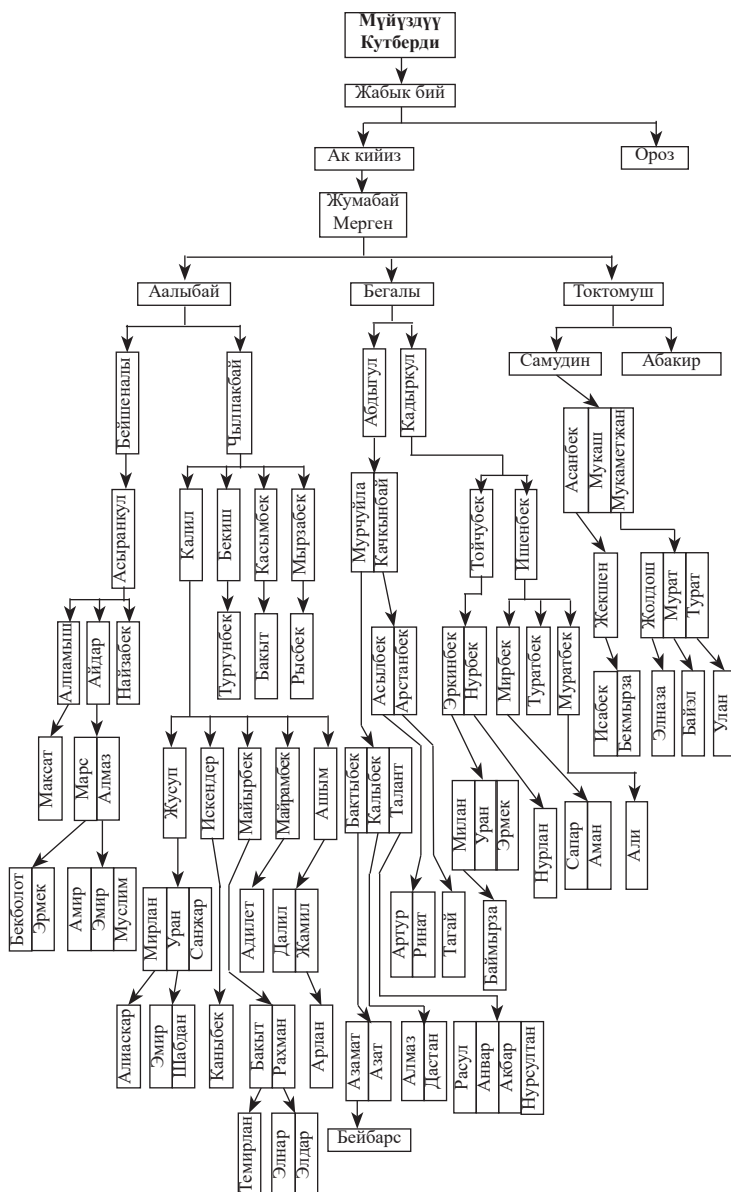 Мүйүздүү
Кутберди
Жабык бий
Ак кийиз
Ороз
Жумабай
Мерген
Аалыбай
Бегалы
Токтомуш
Самудин
Абакир
Бейшеналы
Чылпакбай
Абдыгул
Кадыркул
Асанбек
Мукаш
Мукаметжан
Асыранкул
Калил
Бекиш
Касымбек
Мырзабек
Мурчуйла
Качкынбай
Тойчубек
Ишенбек
Жекшен
Жолдош
Мурат
Турат
Алпамыш
Айдар
Найзабек
Тургунбек
Бакыт
Рысбек
Асылбек
Арстанбек
Эркинбек
Нурбек
Мирбек
Туратбек
Муратбек
Исабек
Бекмырза
Элназа
Байэл
Улан
Максат
Марс
Алмаз
Жусуп
Искендер
Майырбек
Майрамбек
Ашым
Бактыбек
Калыбек
Талант
Милан
Уран
Эрмек
Нурлан
Сапар
Аман
Али
Бекболот
Эрмек
Амир
Эмир
Муслим
Мирлан
Уран
Санжар
Адилет
Далил
Жамил
Артур
Ринат
Тагай
Баймырза
Алиаскар
Эмир
Шабдан
Каныбек
Бакыт
Рахман
Арлан
Азамат
Азат
Алмаз
Дастан
Расул
Анвар
Акбар
Нурсултан
Бейбарс
Темирлан
Элнар
Элдар